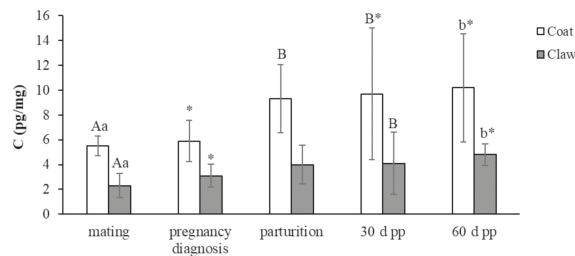 16
14
12
10
8
6
4
2
0
C (pg/mg)
Aa
Aa
*
*
B
B*
B
b*
b*
Coat
Claw
mating
pregnancy
diagnosis
parturition
30 d pp
60 d pp